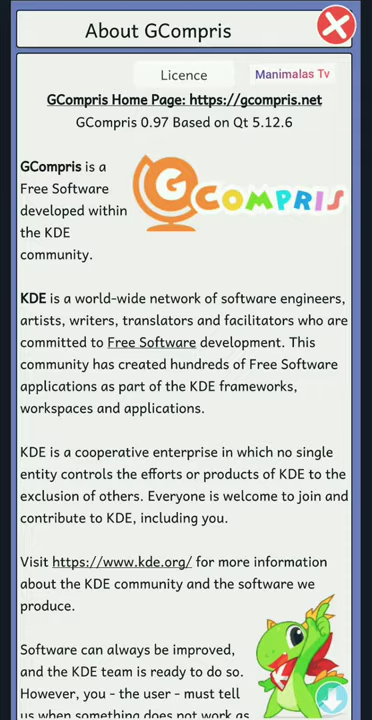 About GCompris
Licence
Manimalas Tv
GCompris Home Page: https://gcompris.net
GCompris 0.97 Based on Qt 5.12.6
GCompris is a
Free Software
developed within
the KDE
community.
GCOMPRIS
KDE is a world-wide network of software engineers,
artists, writers, translators and facilitators who are
committed to Free Software development. This
community has created hundreds of Free Software
applications as part of the KDE frameworks,
workspaces and applications.
KDE is a cooperative enterprise in which no single
entity controls the efforts or products of KDE to the
exclusion of others. Everyone is welcome to join and
contribute to KDE, including you.
Visit https://www.kde.org/ for more information
about the KDE community and the software we
produce.
Software can always be improved,
and the KDE team is ready to do so.
However, you - the user - must tell
us when something does not work as